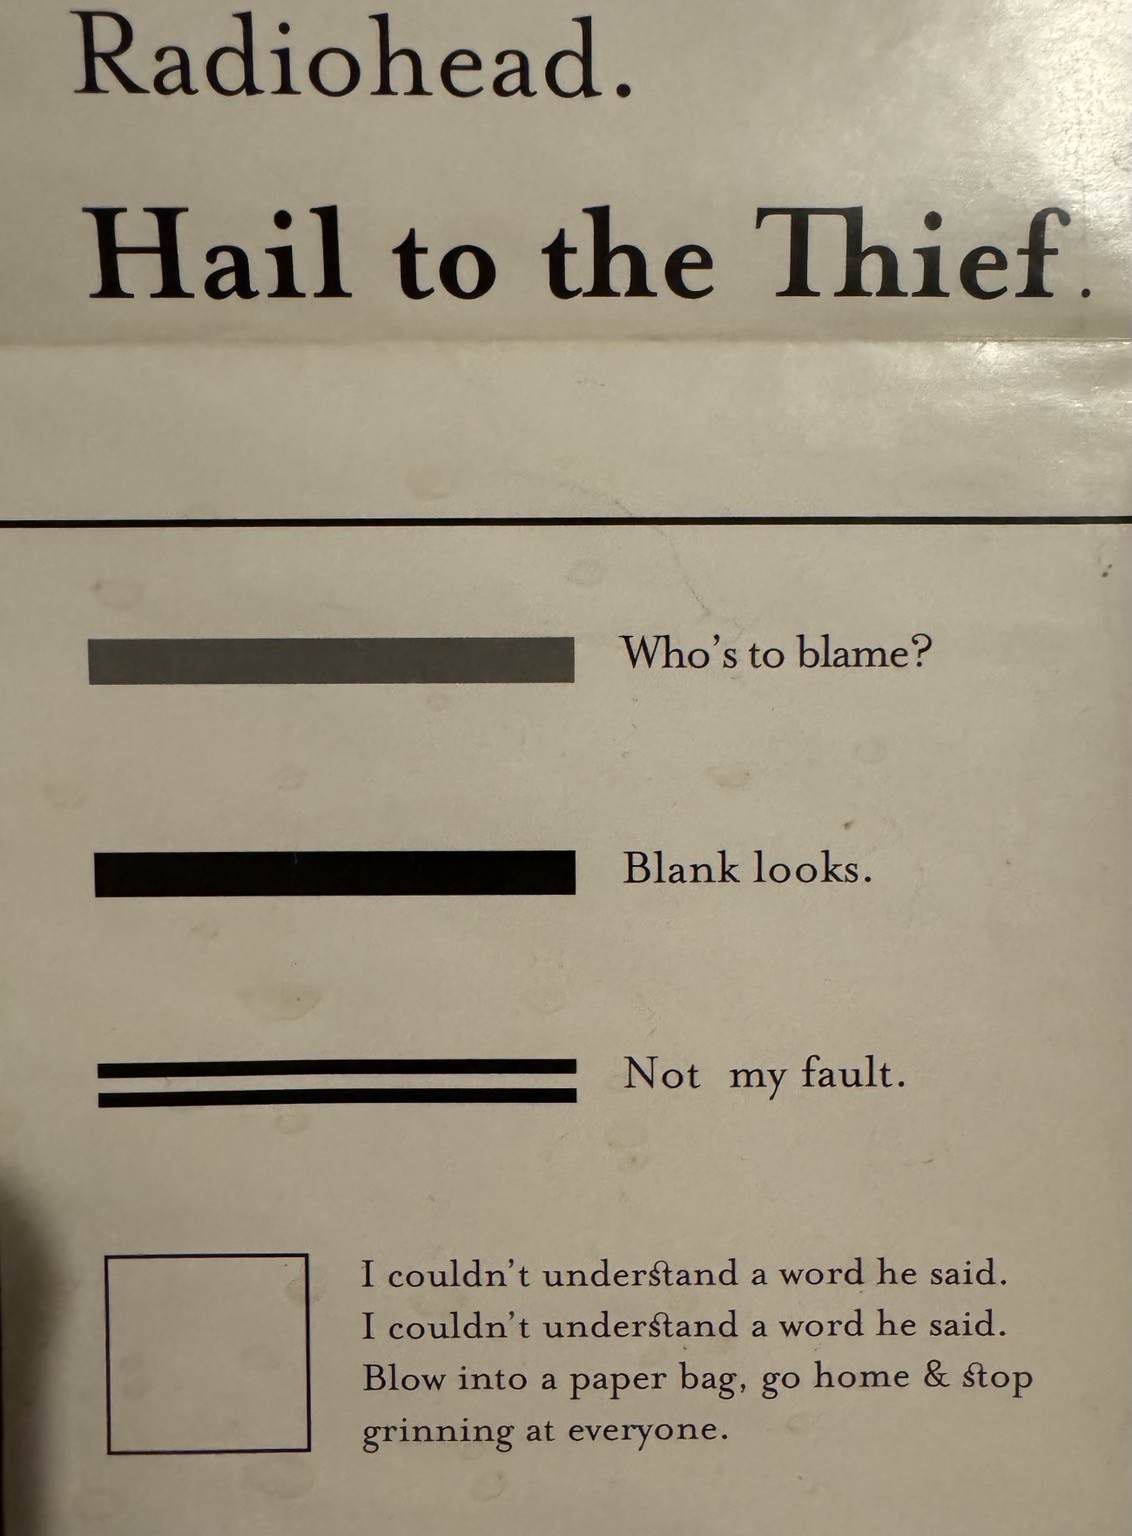 Radiohead.
Hail to the Thief.
Who's to blame?
Blank looks.
Not my fault.
I couldn't understand a word he said.
I couldn't understand a word he said.
Blow into a paper bag, go home & stop
grinning at everyone.